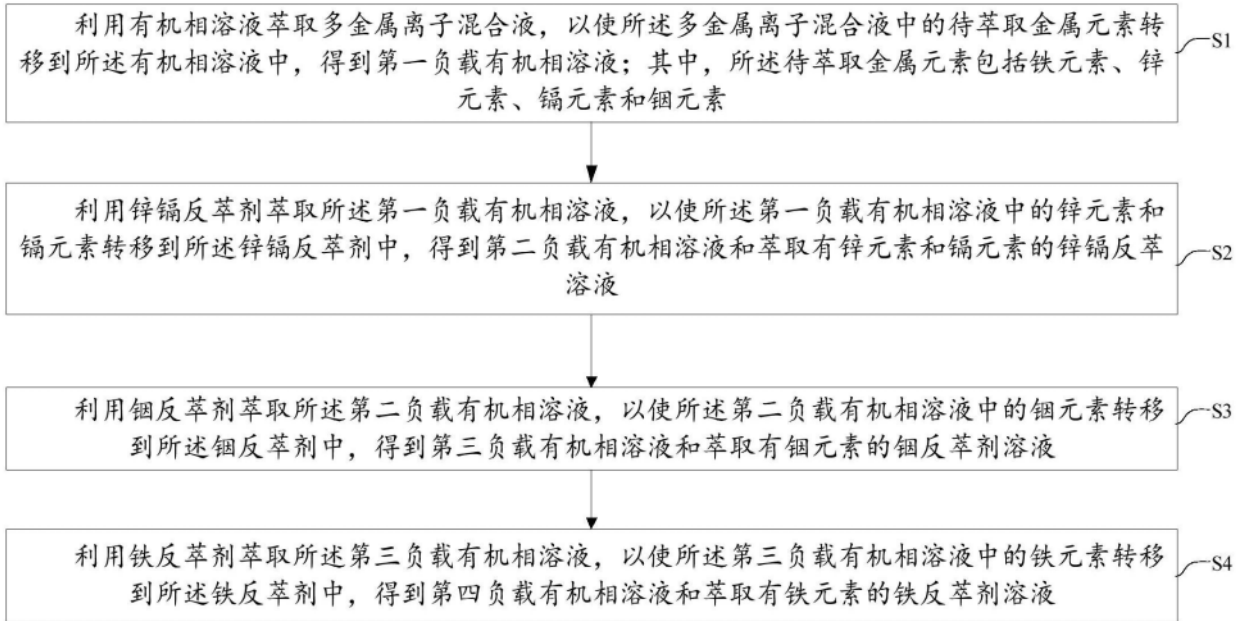 利用有机相溶液萃取多金属离子混合液，以使所述多金属离子混合液中的待萃取金属元素转
移到所述有机相溶液中，得到第一负载有机相溶液；其中，所述待萃取金属元素包括铁元素、锌
元素、镉元素和铟元素
S1
利用锌镉反萃剂萃取所述第一负载有机相溶液，以使所述第一负载有机相溶液中的锌元素和
镉元素转移到所述锌镉反萃剂中，得到第二负载有机相溶液和萃取有锌元素和镉元素的锌镉反萃
溶液
S2
利用铟反萃剂萃取所述第二负载有机相溶液，以使所述第二负载有机相溶液中的铟元素转移
到所述铟反萃剂中，得到第三负载有机相溶液和萃取有铟元素的铟反萃剂溶液
S3
利用铁反萃剂萃取所述第三负载有机相溶液，以使所述第三负载有机相溶液中的铁元素转移
到所述铁反萃剂中，得到第四负载有机相溶液和萃取有铁元素的铁反萃剂溶液
S4